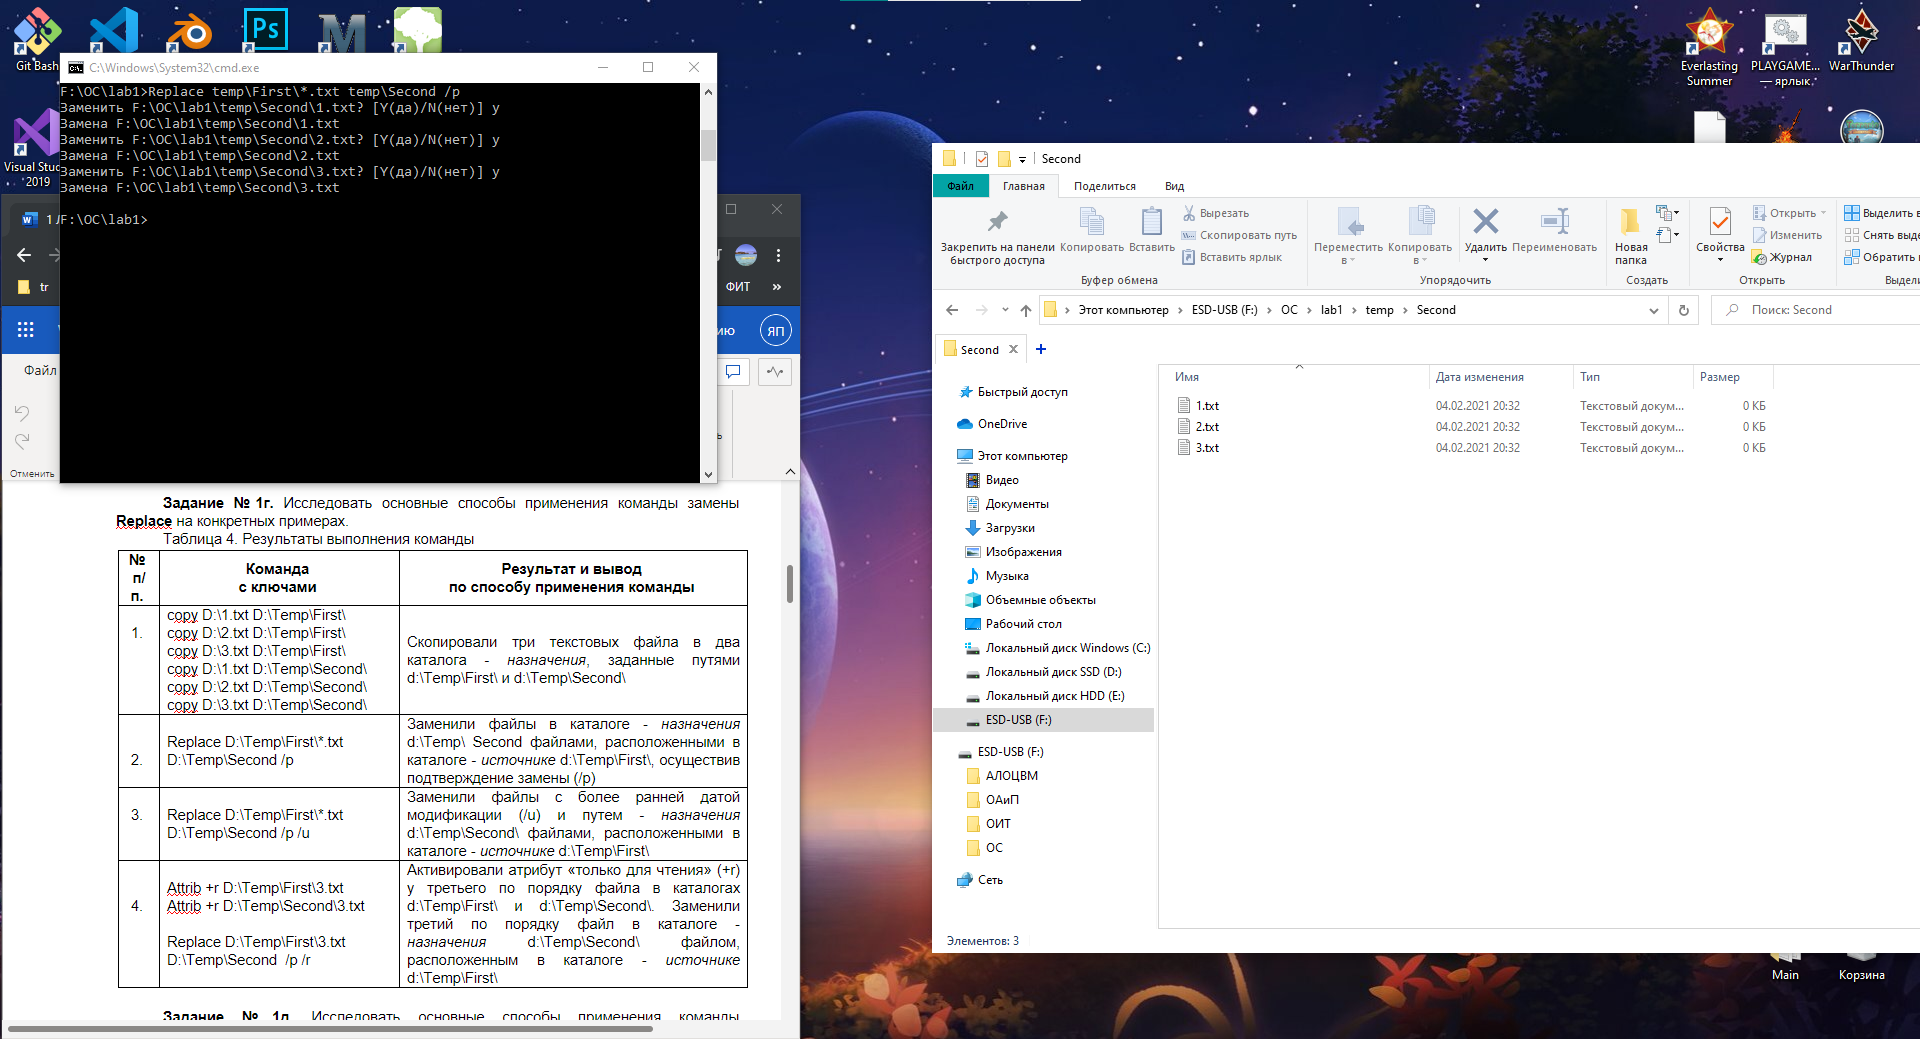 Git Bash
Ps
C:\Windows\System32\cmd.exe
F:\OC\lab1>Replace temp\First\*.txt temp\Second /p
Заменить F:\OC\lab1\temp\Second\1.txt? [Y(да)/N(нет)] y
Замена F:\OC\lab1\temp\Second\1.txt
Заменить F:\OC\lab1\temp\Second\2.txt? [Y(да)/N(нет)] y
Замена F:\OC\lab1\temp\Second\2.txt
Заменить F:\OC\lab1\temp\Second\3.txt? [Y(да)/N(нет)] y
Замена F:\OC\lab1\temp\Second\3.txt
F:\OC\lab1>
2019
tr
ФИТ
ЯП
Файл
Отменить
Задание № 1г. Исследовать основные способы применения команды замены
Replace на конкретных примерах.
Таблица 4. Результаты выполнения команды
№ п/п.
Команда с ключами
Результат и вывод по способу применения команды
1.
copy D:\1.txt D:\Temp\First\
copy D:\2.txt D:\Temp\First\
copy D:\3.txt D:\Temp\First\
copy D:\1.txt D:\Temp\Second\
copy D:\2.txt D:\Temp\Second\
copy D:\3.txt D:\Temp\Second\
Скопировали три текстовых файла в два
каталога - назначения, заданные путями
d:\Temp\First\ и d:\Temp\Second\
2.
Replace D:\Temp\First\*.txt
D:\Temp\Second /p
Заменили файлы в каталоге - назначения
d:\Temp\ Second файлами, расположенными в
каталоге - источнике d:\Temp\First\, осуществив
подтверждение замены (/p)
3.
Replace D:\Temp\First\*.txt
D:\Temp\Second /p /u
Заменили файлы с более ранней датой
модификации (/u) и путем - назначения
d:\Temp\Second\ файлами, расположенными в
каталоге - источнике d:\Temp\First\
4.
Attrib +r D:\Temp\First\3.txt
Attrib +r D:\Temp\Second\3.txt
Replace D:\Temp\First\3.txt
D:\Temp\Second /p /r
Активировали атрибут «только для чтения» (+r)
у третьего по порядку файла в каталогах
d:\Temp\First\ и d:\Temp\Second\. Заменили
третий по порядку файл в каталоге -
назначения d:\Temp\Second\ файлом,
расположенным в каталоге - источнике
d:\Temp\First\
Задание № 1д. Исследовать основные способы применения команды
Everlasting Summer
PLAYGAME... — ярлык.
WarThunder
Second
Файл
Главная
Поделиться
Вид
Закрепить на панели быстрого доступа
Копировать
Вставить
Вырезать
Скопировать путь
Вставить ярлык
Буфер обмена
Переместить в
Копировать в
Удалить
Переименовать
Упорядочить
Новая папка
Создать
Свойства
Открыть
Изменить
Журнал
Открыть
Выделить в
Снять выде
Обратить
Выдели
Этот компьютер
ESD-USB (F:)
ОС
lab1
temp
Second
Поиск: Second
Second
Имя
Дата изменения
Тип
Размер
1.txt 04.02.2021 20:32 Текстовый докум... 0 КБ
2.txt 04.02.2021 20:32 Текстовый докум... 0 КБ
3.txt 04.02.2021 20:32 Текстовый докум... 0 КБ
Быстрый доступ
OneDrive
Этот компьютер
Видео
Документы
Загрузки
Изображения
Музыка
Объемные объекты
Рабочий стол
Локальный диск Windows (C:)
Локальный диск SSD (D:)
Локальный диск HDD (E:)
ESD-USB (F:)
ESD-USB (F:)
АЛОЦВМ
ОАиП
ОИТ
ОС
Сеть
Элементов: 3
Main
Корзина